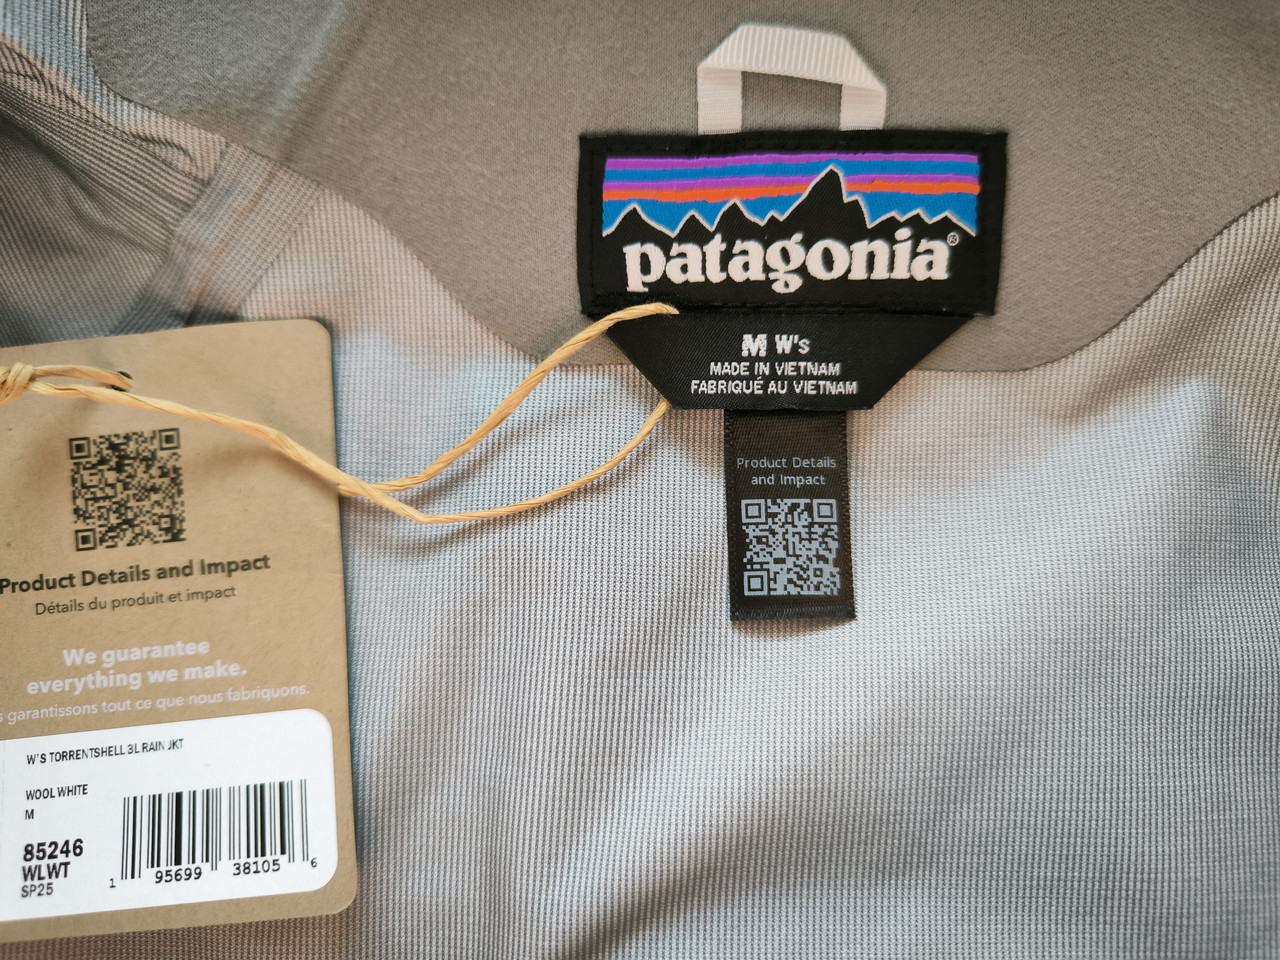 patagonia®
M W's
MADE IN VIETNAM
FABRIQUÉ AU VIETNAM
Product Details
and Impact
Product Details and Impact
Détails du produit et impact
We guarantee
everything we make.
garantissons tout ce que nous fabriquons.
W'S TORRENTSHELL 3L RAIN JKT
WOOL WHITE
M
85246
WLWT
SP25
1 95699 38105 6